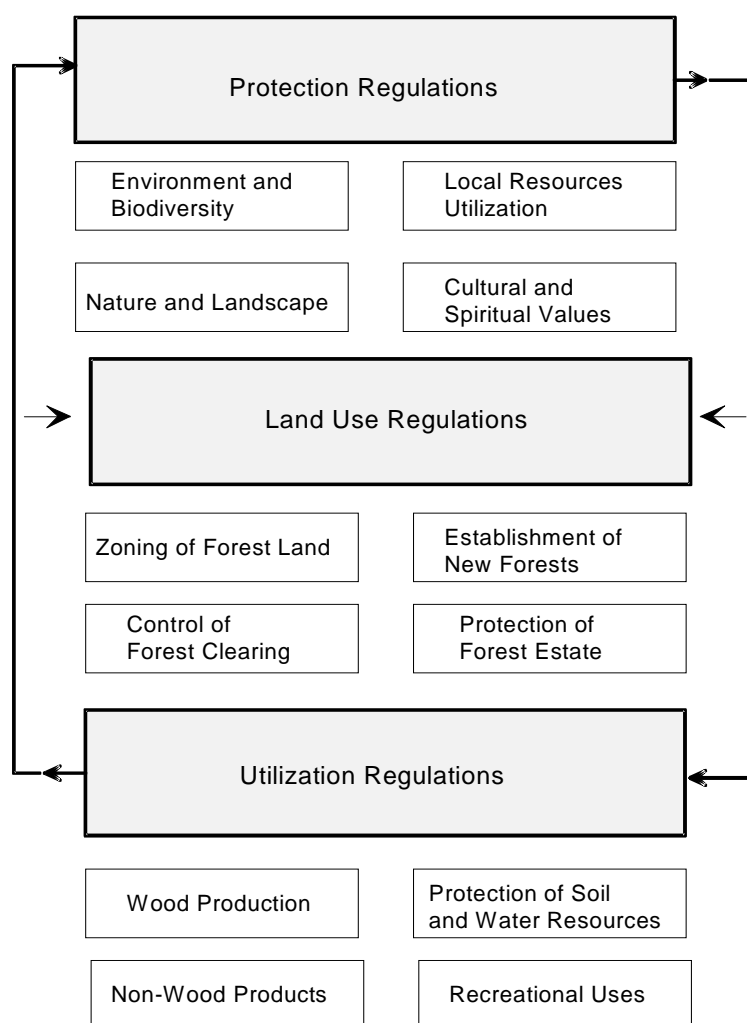 Protection Regulations
Environment and
Biodiversity
Local Resources
Utilization
Nature and Landscape
Cultural and
Spiritual Values
Land Use Regulations
Zoning of Forest Land
Establishment of
New Forests
Control of
Forest Clearing
Protection of
Forest Estate
Utilization Regulations
Wood Production
Protection of Soil
and Water Resources
Non-Wood Products
Recreational Uses